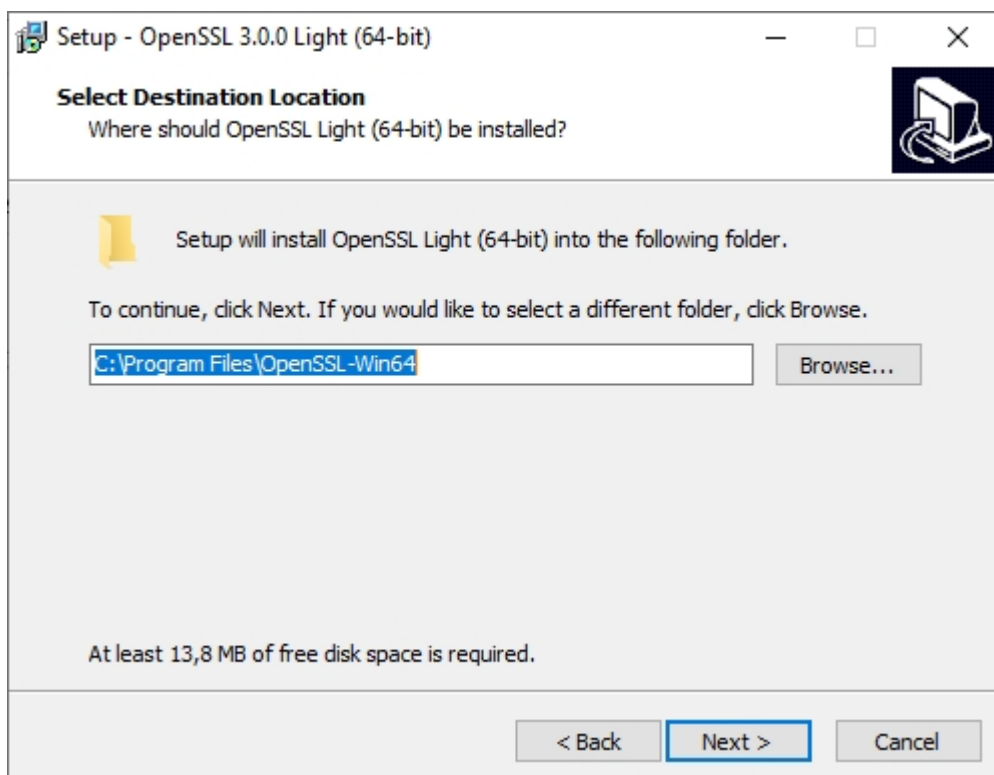 Setup - OpenSSL 3.0.0 Light (64-bit)
Select Destination Location
Where should OpenSSL Light (64-bit) be installed?
Setup will install OpenSSL Light (64-bit) into the following folder.
To continue, click Next. If you would like to select a different folder, click Browse.
C:\Program Files\OpenSSL-Win64
Browse...
At least 13,8 MB of free disk space is required.
< Back
Next >
Cancel